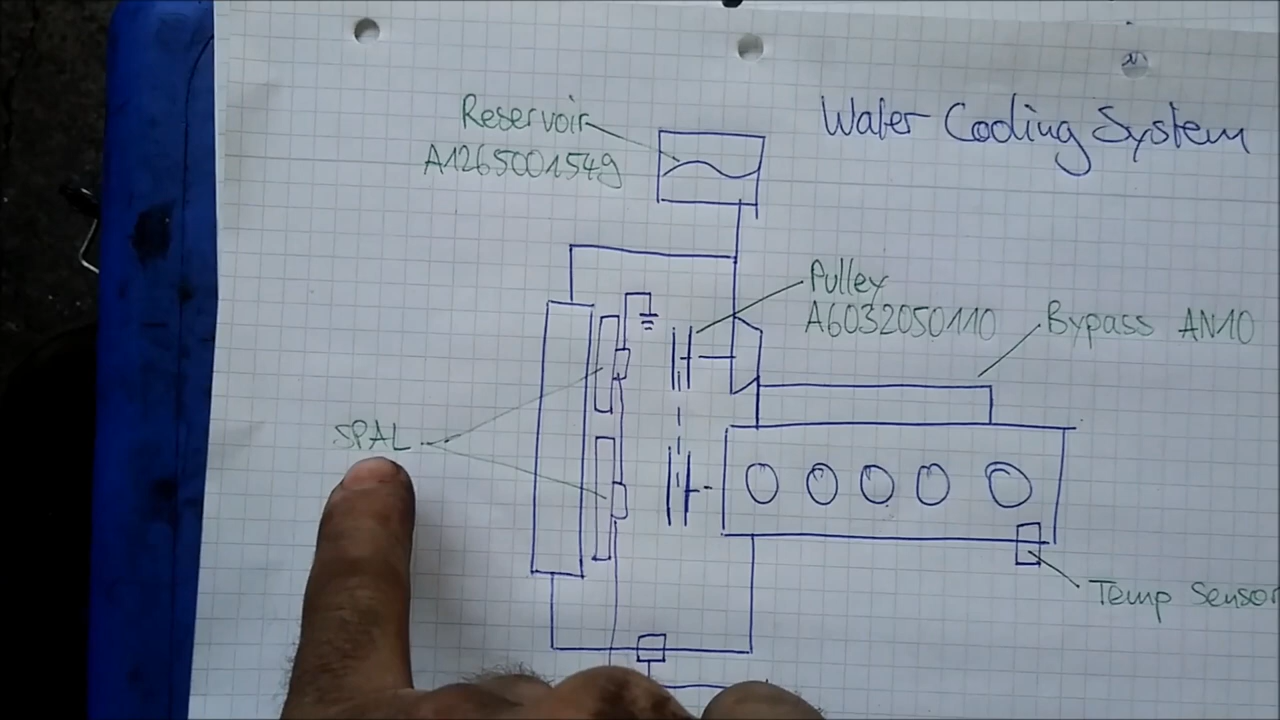 Water Cooling System
Reservoir
A1265001549
Pulley
A6032050110
Bypass AN10
SPAL
Temp Sensor